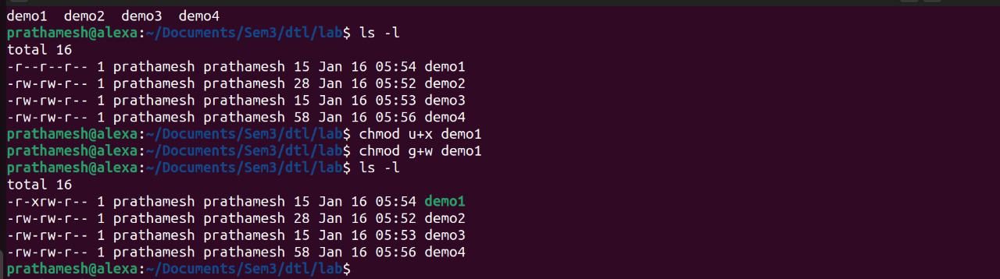 demo1  demo2  demo3  demo4
prathamesh@alexa:~/Documents/Sem3/dtl/lab$ ls -l
total 16
-r--r--r-- 1 prathamesh prathamesh 15 Jan 16 05:54 demo1
-rw-rw-r-- 1 prathamesh prathamesh 28 Jan 16 05:52 demo2
-rw-rw-r-- 1 prathamesh prathamesh 15 Jan 16 05:53 demo3
-rw-rw-r-- 1 prathamesh prathamesh 58 Jan 16 05:56 demo4
prathamesh@alexa:~/Documents/Sem3/dtl/lab$ chmod u+x demo1
prathamesh@alexa:~/Documents/Sem3/dtl/lab$ chmod g+w demo1
prathamesh@alexa:~/Documents/Sem3/dtl/lab$ ls -l
total 16
-r-xrw-r-- 1 prathamesh prathamesh 15 Jan 16 05:54 demo1
-rw-rw-r-- 1 prathamesh prathamesh 28 Jan 16 05:52 demo2
-rw-rw-r-- 1 prathamesh prathamesh 15 Jan 16 05:53 demo3
-rw-rw-r-- 1 prathamesh prathamesh 58 Jan 16 05:56 demo4
prathamesh@alexa:~/Documents/Sem3/dtl/lab$